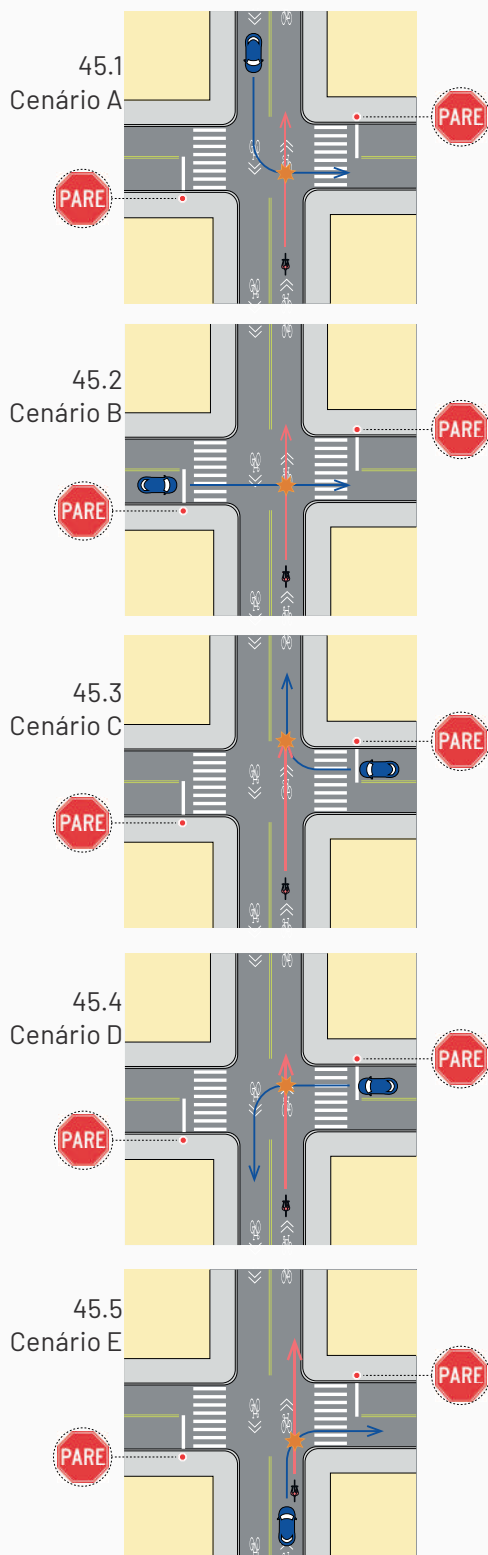 45.1
Cenário A
PARE
PARE
45.2
Cenário B
PARE
PARE
45.3
Cenário C
PARE
PARE
45.4
Cenário D
PARE
PARE
45.5
Cenário E
PARE
PARE